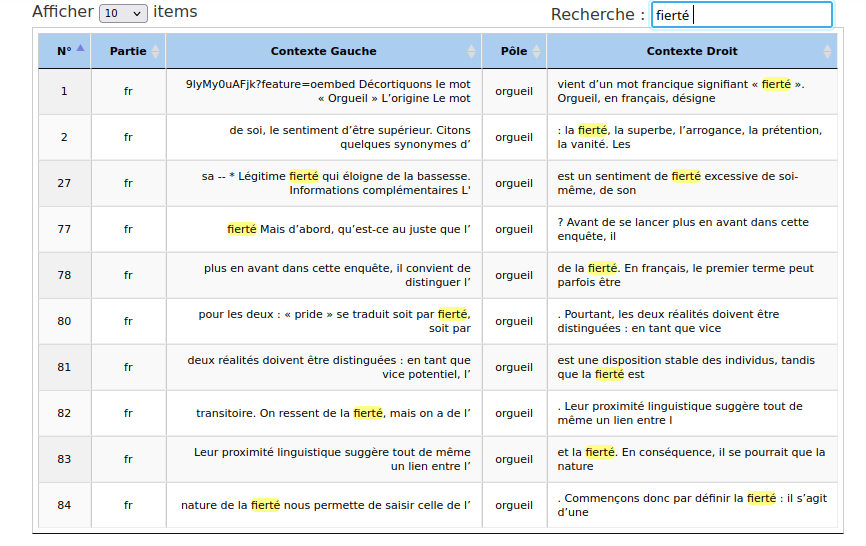 Afficher 10 items
Recherche : fierté
N° Partie Contexte Gauche Pôle Contexte Droit
1 fr 9lyMy0uAFjk?feature=oembed Décortiquons le mot « Orgueil » L’origine Le mot orgueil vient d’un mot francique signifiant « fierté ». Orgueil, en français, désigne
2 fr de soi, le sentiment d’être supérieur. Citons quelques synonymes d’ orgueil : la fierté, la superbe, l’arrogance, la prétention, la vanité. Les
27 fr sa -- * Légitime fierté qui éloigne de la bassesse. Informations complémentaires L' orgueil est un sentiment de fierté excessive de soi-même, de son
77 fr fierté Mais d’abord, qu’est-ce au juste que l’ orgueil ? Avant de se lancer plus en avant dans cette enquête, il
78 fr plus en avant dans cette enquête, il convient de distinguer l’ orgueil de la fierté. En français, le premier terme peut parfois être
80 fr pour les deux : « pride » se traduit soit par fierté, soit par orgueil . Pourtant, les deux réalités doivent être distinguées : en tant que vice
81 fr deux réalités doivent être distinguées : en tant que vice potentiel, l’ orgueil est une disposition stable des individus, tandis que la fierté est
82 fr transitoire. On ressent de la fierté, mais on a de l’ orgueil . Leur proximité linguistique suggère tout de même un lien entre l
83 fr Leur proximité linguistique suggère tout de même un lien entre l’ orgueil et la fierté. En conséquence, il se pourrait que la nature
84 fr nature de la fierté nous permette de saisir celle de l’ orgueil . Commençons donc par définir la fierté : il s’agit d’une